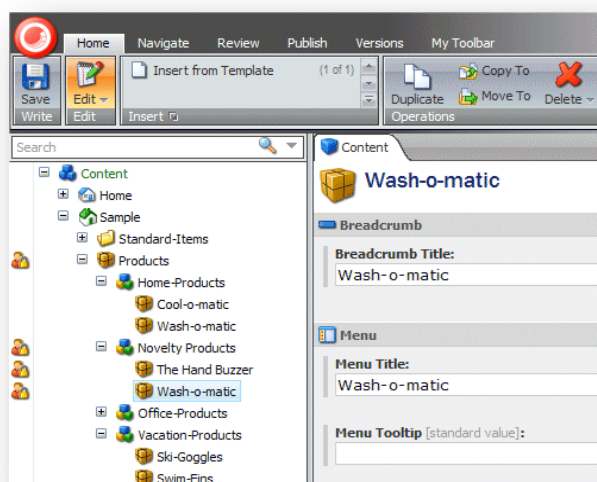 Home Navigate Review Publish Versions My Toolbar
Save
Write
Edit
Edit
Insert from Template (1 of 1)
Insert
Duplicate
Copy To
Move To
Delete
Operations
Search
Content
Home
Sample
Standard-Items
Products
Home-Products
Cool-o-matic
Wash-o-matic
Novelty Products
The Hand Buzzer
Wash-o-matic
Office-Products
Vacation-Products
Ski-Goggles
Swim-Fins
Content
Wash-o-matic
Breadcrumb
Breadcrumb Title:
Wash-o-matic
Menu
Menu Title:
Wash-o-matic
Menu Tooltip [standard value]: